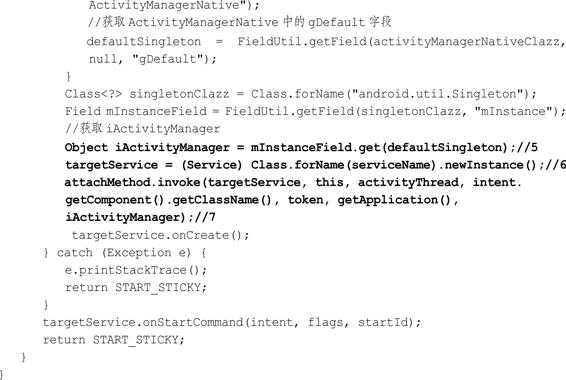 ActivityManagerNative");
//获取 ActivityManagerNative 中的 gDefault 字段
defaultSingleton = FieldUtil.getField(activityManagerNativeClazz,
null, "gDefault");
}
Class<?> singletonClazz = Class.forName("android.util.Singleton");
Field mInstanceField = FieldUtil.getField(singletonClazz, "mInstance");
//获取 iActivityManager
Object iActivityManager = mInstanceField.get(defaultSingleton);//5
targetService = (Service) Class.forName(serviceName).newInstance();//6
attachMethod.invoke(targetService, this, activityThread, intent.
getComponent().getClassName(), token, getApplication(),
iActivityManager);//7
targetService.onCreate();
} catch (Exception e) {
e.printStackTrace();
return START_STICKY;
}
targetService.onStartCommand(intent, flags, startId);
return START_STICKY;
}
}